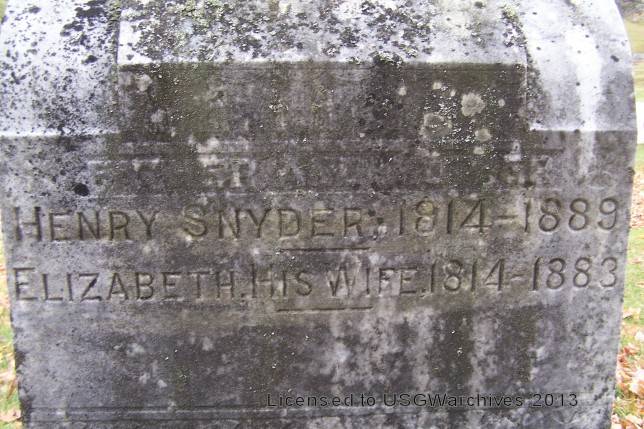 HENRY SNYDER, 1814-1889
ELIZABETH, HIS WIFE, 1814-1883
Licensed to USGWarchives 2013